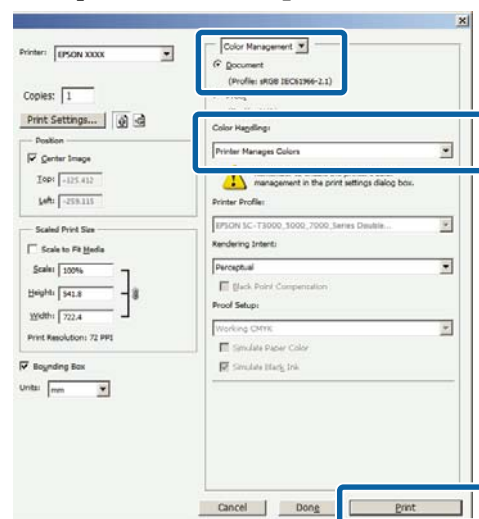 Printer: EPSON XXXX
Copies: 1
Print Settings...
Position
Center Image
Top: -125.412
Left: -259.115
Scaled Print Size
Scale to Fit Media
Scale: 100%
Height: 541.8
Width: 722.4
Print Resolution: 72 PPI
Bounding Box
Units: mm
Color Management
Document
(Profile: sRGB IEC61966-2.1)
Color Handling:
Printer Manages Colors
management in the print settings dialog box.
Printer Profile:
EPSON SC-T3000_5000_7000_Series Double...
Rendering Intent:
Perceptual
Black Point Compensation
Proof Setup:
Working CMYK
Simulate Paper Color
Simulate Black Ink
Cancel
Done
Print